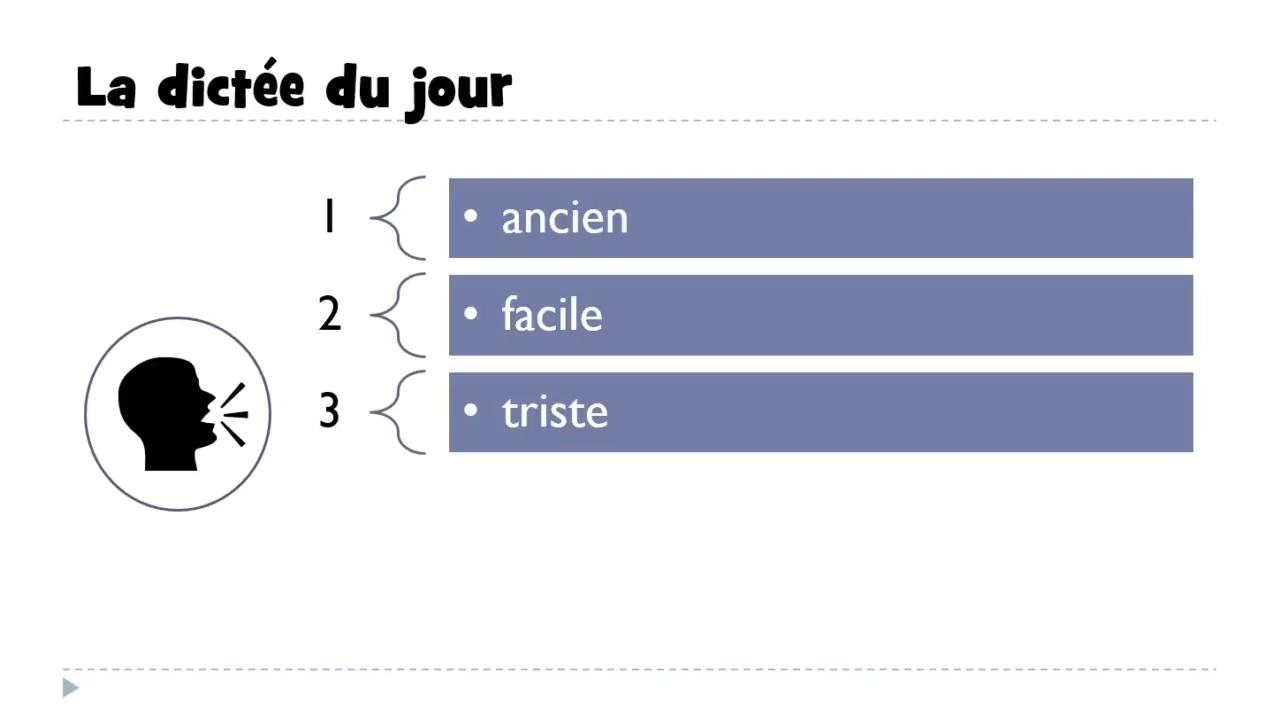 La dictée du jour
1 • ancien
2 • facile
3 • triste